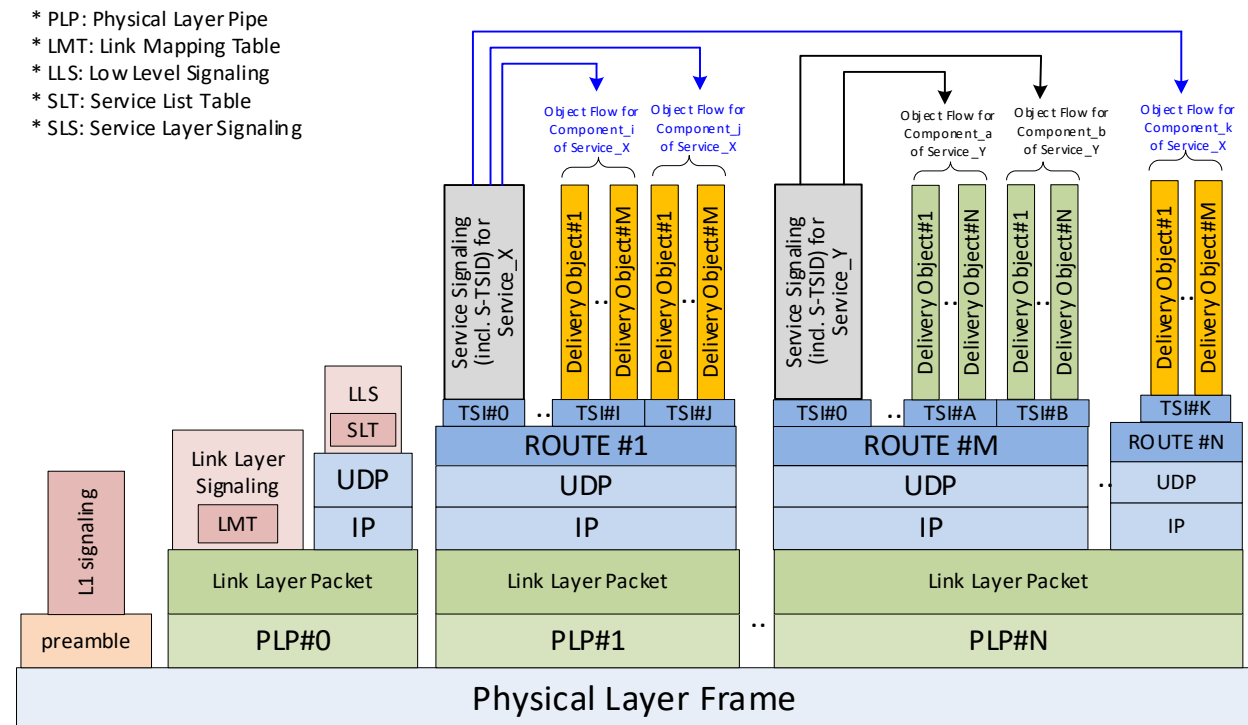 * PLP: Physical Layer Pipe
* LMT: Link Mapping Table
* LLS: Low Level Signaling
* SLT: Service List Table
* SLS: Service Layer Signaling
Object Flow for
Component_i
of Service_X
Object Flow for
Component_j
of Service_X
Object Flow for
Component_a
of Service_Y
Object Flow for
Component_b
of Service_Y
Object Flow for
Component_k
of Service_X
Service Signaling
(incl. S-TSID) for
Service_X
Delivery Object#1
..
Delivery Object#M
Delivery Object#1
..
Delivery Object#M
Service Signaling
(incl. S-TSID) for
Service_Y
Delivery Object#1
..
Delivery Object#N
Delivery Object#1
..
Delivery Object#N
Delivery Object#1
..
Delivery Object#M
LLS
SLT
TSI#0
..
TSI#I
TSI#J
TSI#0
..
TSI#A
TSI#B
TSI#K
Link Layer
Signaling
LMT
UDP
IP
ROUTE #1
UDP
IP
ROUTE #M
UDP
IP
..
ROUTE #N
UDP
IP
L1 signaling
Link Layer Packet
Link Layer Packet
Link Layer Packet
preamble
PLP#0
PLP#1
..
PLP#N
Physical Layer Frame